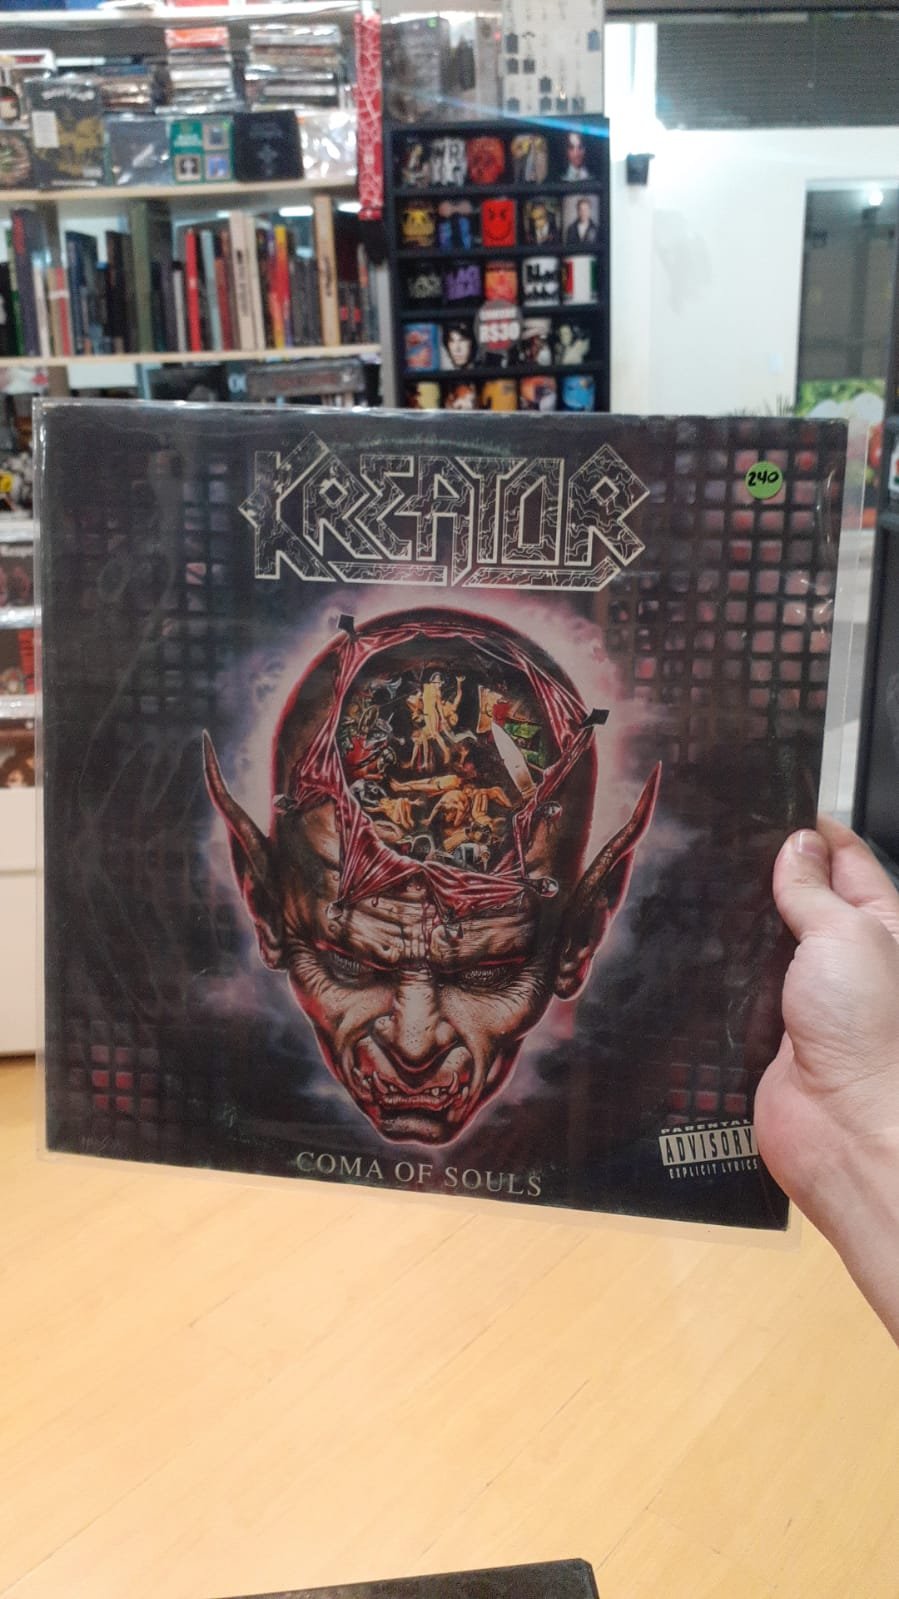 R$30
KREATOR
240
PARENTAL
ADVISORY
EXPLICIT LYRICS
COMA OF SOULS